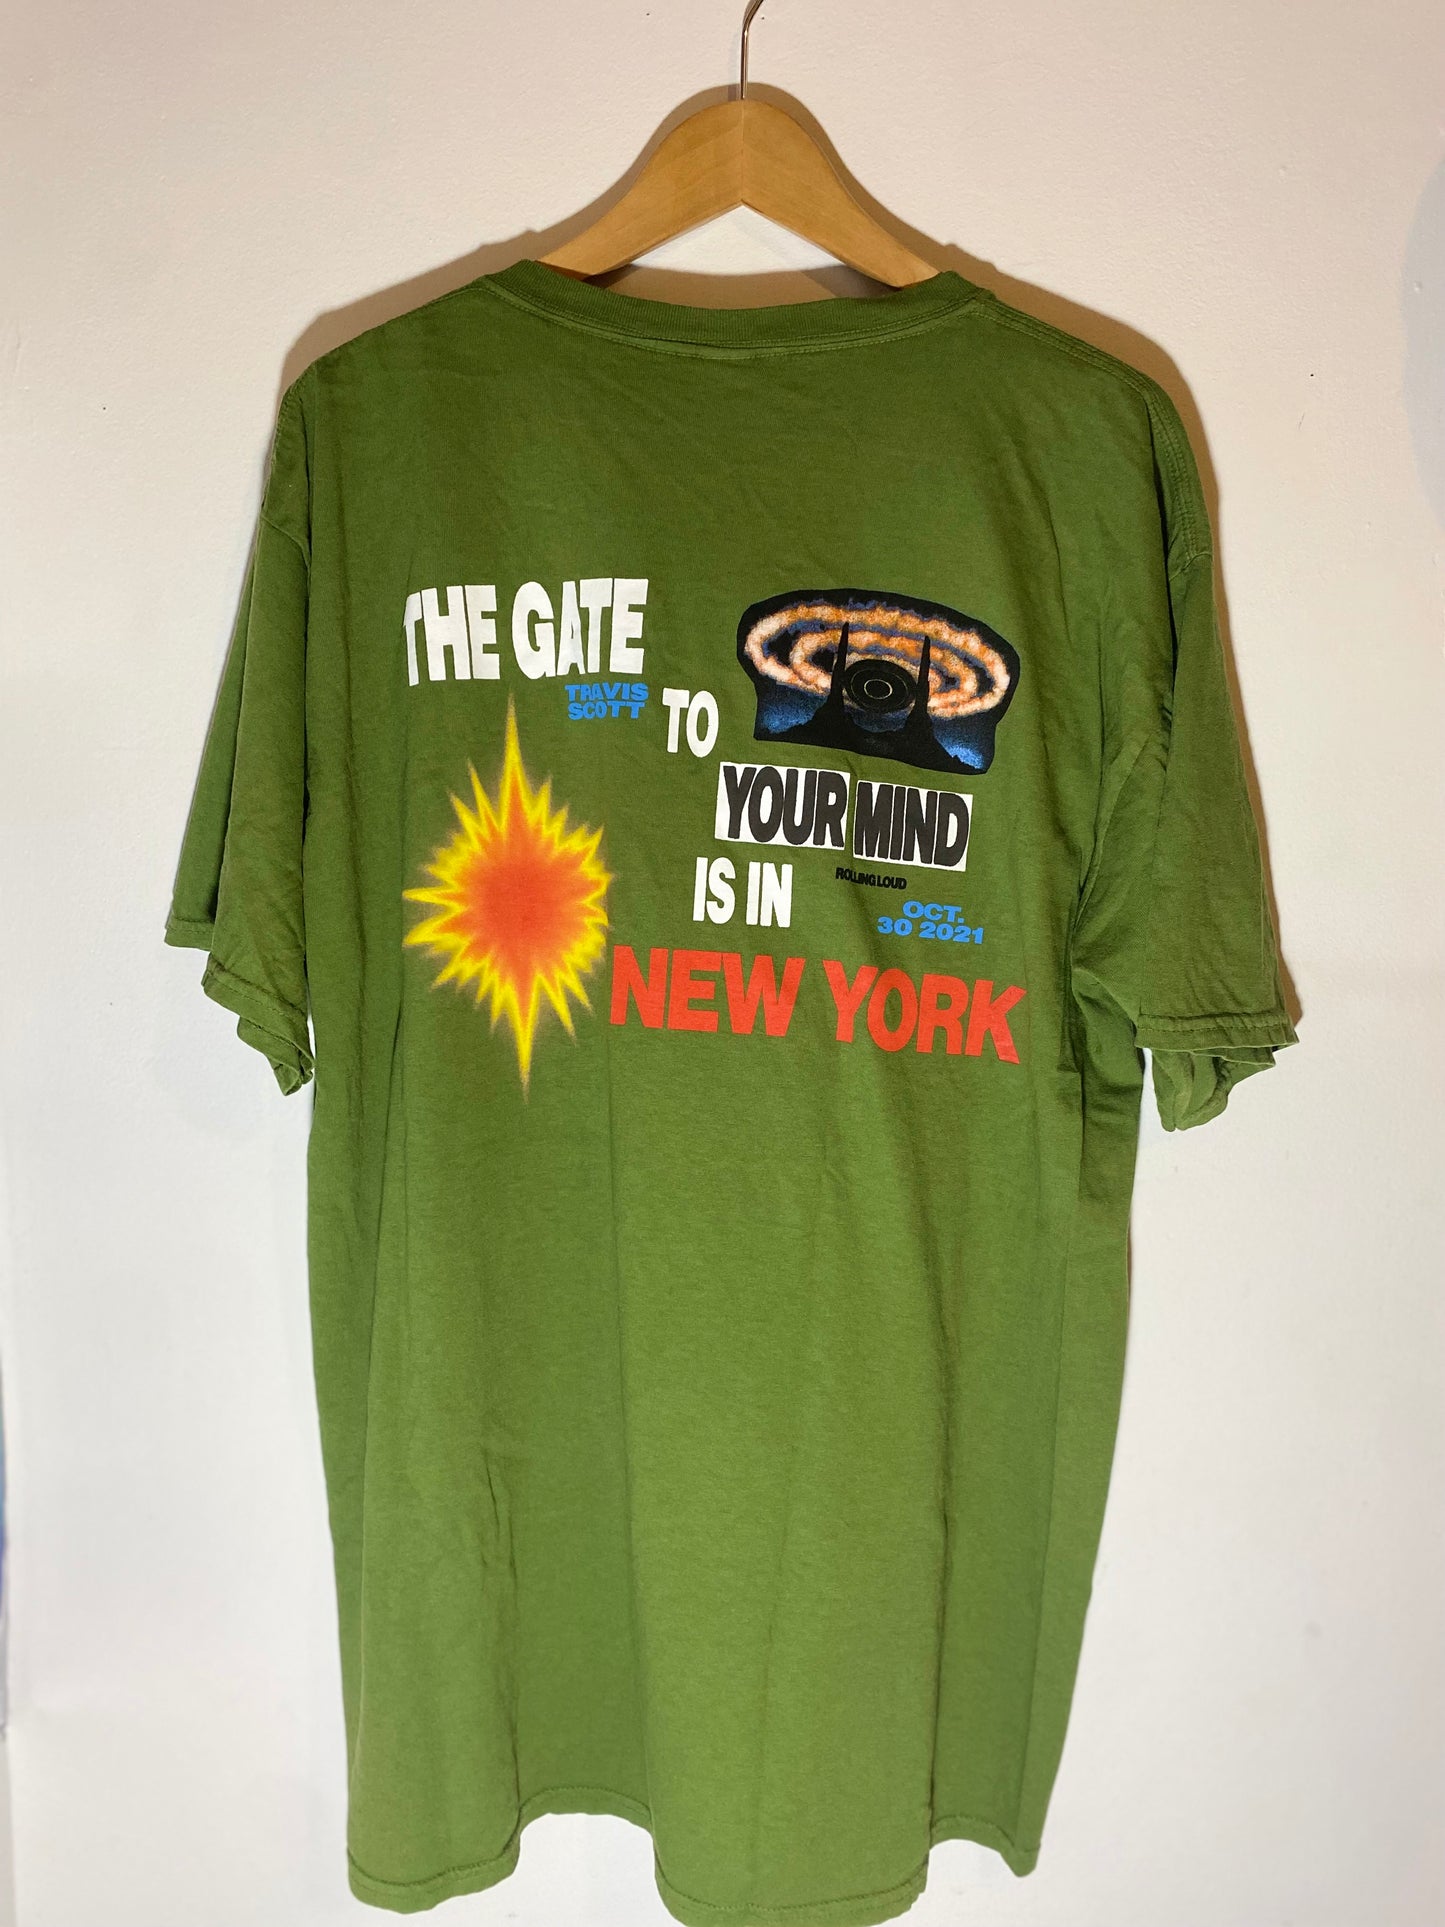 THE GATE
TRAVIS
SCOTT
TO
YOUR MIND
IS IN
ROLLING LOUD
OCT.
30 2021
NEW YORK